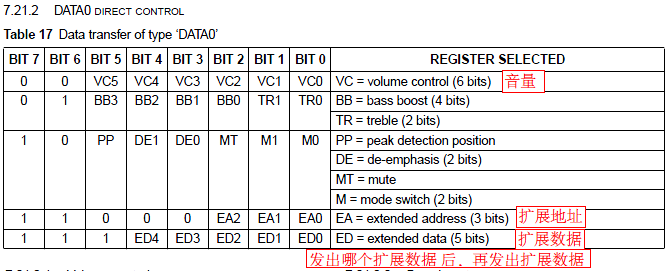 7.21.2 DATA0 DIRECT CONTROL
Table 17 Data transfer of type ‘DATA0’
BIT 7 BIT 6 BIT 5 BIT 4 BIT 3 BIT 2 BIT 1 BIT 0 REGISTER SELECTED
0 0 VC5 VC4 VC3 VC2 VC1 VC0 VC = volume control (6 bits) 音量
0 1 BB3 BB2 BB1 BB0 TR1 TR0 BB = bass boost (4 bits)
TR = treble (2 bits)
1 0 PP DE1 DE0 MT M1 M0 PP = peak detection position
DE = de-emphasis (2 bits)
MT = mute
M = mode switch (2 bits)
1 1 0 0 0 EA2 EA1 EA0 EA = extended address (3 bits) 扩展地址
1 1 1 ED4 ED3 ED2 ED1 ED0 ED = extended data (5 bits) 扩展数据
发出哪个扩展数据后，再发出扩展数据